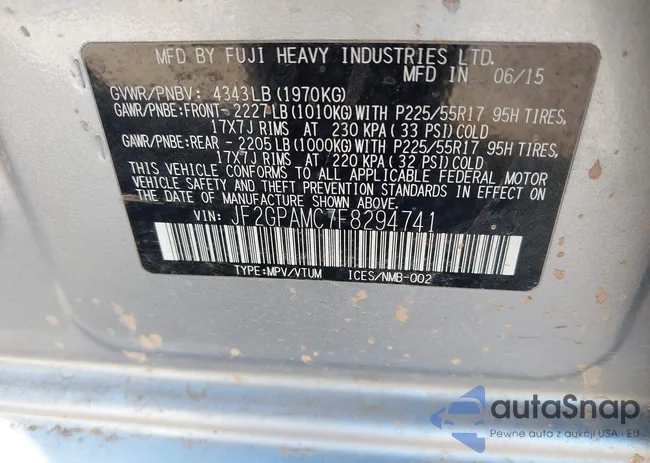 MFD BY FUJI HEAVY INDUSTRIES LTD.
MFD IN 06/15
GVWR/PNBV: 4343LB (1970KG)
GAWR/PNBE:FRONT- 2227LB (1010KG)WITH P225/55R17 95H TIRES,
17X7J RIMS AT 230 KPA (33 PSI)COLD
GAWR/PNBE:REAR - 2205LB (1000KG)WITH P225/55R17 95H TIRES,
17X7J RIMS AT 220 KPA (32 PSI)COLD
THIS VEHICLE CONFORMS TO ALL APPLICABLE FEDERAL MOTOR
VEHICLE SAFETY AND THEFT PREVENTION STANDARDS IN EFFECT ON
THE DATE OF MANUFACTURE SHOWN ABOVE.
VIN: JF2GPAMC7F8294741
TYPE:MPV/VTUM ICES/NMB-002
autaSnap
Pewne auta z aukcji USA i EU